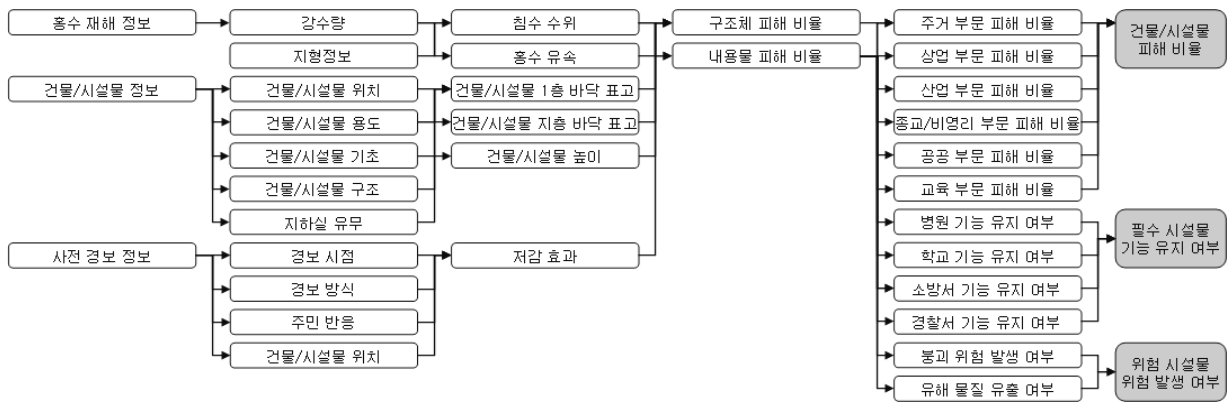 홍수 재해 정보
강수량
침수 수위
구조체 피해 비율
주거 부문 피해 비율
건물/시설물
피해 비율
지형정보
홍수 유속
내용물 피해 비율
상업 부문 피해 비율
건물/시설물 정보
건물/시설물 위치
건물/시설물 1층 바닥 표고
산업 부문 피해 비율
건물/시설물 용도
건물/시설물 지층 바닥 표고
종교/비영리 부문 피해 비율
건물/시설물 기초
건물/시설물 높이
공공 부문 피해 비율
건물/시설물 구조
교육 부문 피해 비율
지하실 유무
병원 기능 유지 여부
필수 시설물
기능 유지 여부
사전 경보 정보
경보 시점
저감 효과
학교 기능 유지 여부
경보 방식
소방서 기능 유지 여부
주민 반응
경찰서 기능 유지 여부
건물/시설물 위치
붕괴 위험 발생 여부
위험 시설물
위험 발생 여부
유해 물질 유출 여부